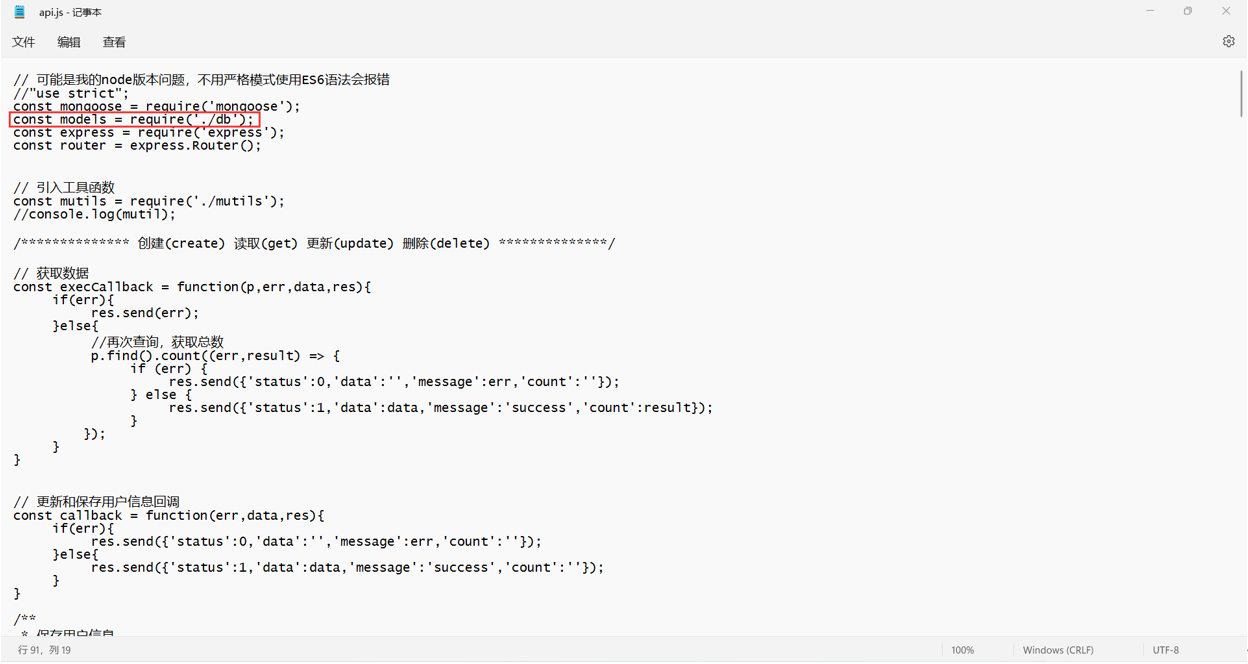 api.js - 记事本
文件 编辑 查看
// 可能是我的node版本问题，不用严格模式使用ES6语法会报错
//"use strict";
const mongoose = require('mongoose');
const models = require('./db');
const express = require('express');
const router = express.Router();
// 引入工具函数
const mutils = require('./mutils');
//console.log(mutil);
/************** 创建(create) 读取(get) 更新(update) 删除(delete) **************/
// 获取数据
const execCallback = function(p,err,data,res){
if(err){
res.send(err);
}else{
//再次查询，获取总数
p.find().count((err,result) => {
if (err) {
res.send({'status':0,'data':'','message':err,'count':''});
} else {
res.send({'status':1,'data':data,'message':'success','count':result});
}
});
}
}
// 更新和保存用户信息回调
const callback = function(err,data,res){
if(err){
res.send({'status':0,'data':'','message':err,'count':''});
}else{
res.send({'status':1,'data':data,'message':'success','count':''});
}
}
/**
* 保存用户信息
行 91，列 19 100% Windows (CRLF) UTF-8